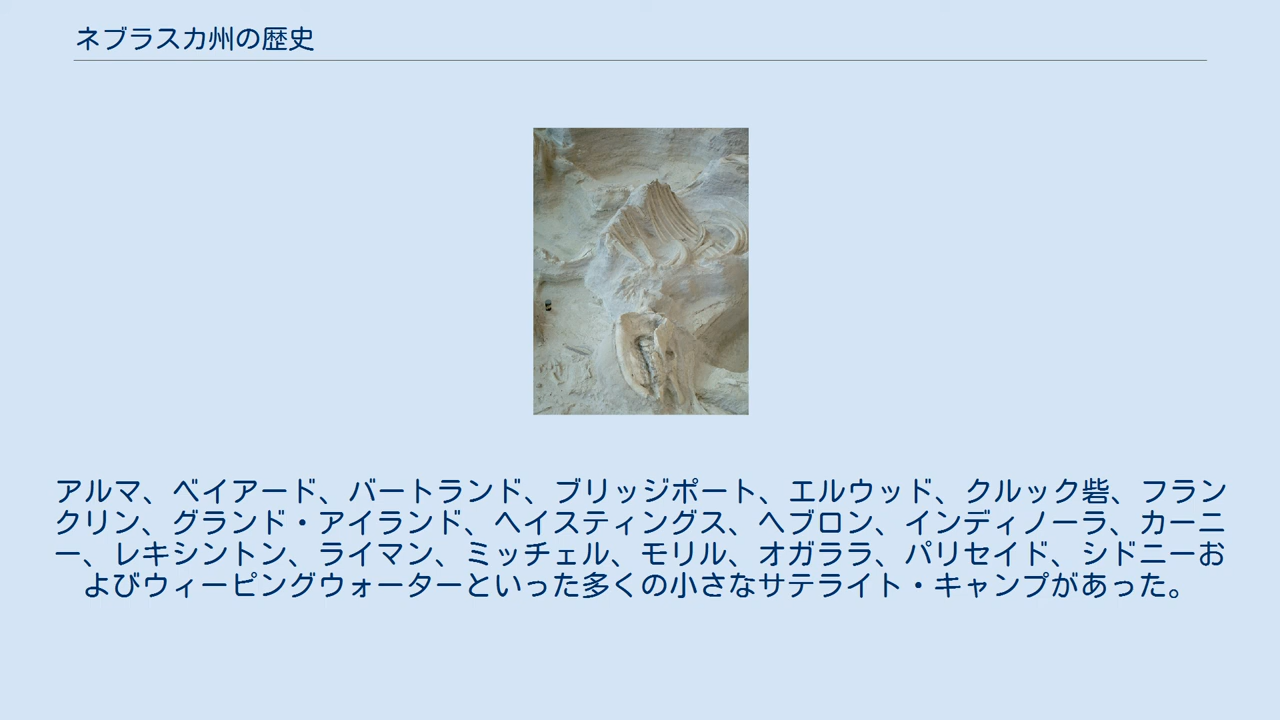 ネブラスカ州の歴史
アルマ、ベイアード、バートランド、ブリッジポート、エルウッド、クルック砦、フラン
クリン、グランド・アイランド、ヘイスティングス、ヘブロン、インディノーラ、カーニ
ー、レキシントン、ライマン、ミッチェル、モリル、オガララ、パリセイド、シドニーお
よびウィーピングウォーターといった多くの小さなサテライト・キャンプがあった。